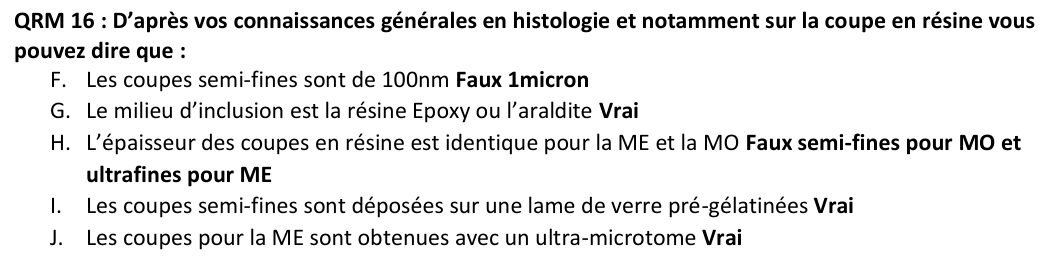 QRM 16 : D’après vos connaissances générales en histologie et notamment sur la coupe en résine vous
pouvez dire que :
F. Les coupes semi-fines sont de 100nm Faux 1micron
G. Le milieu d’inclusion est la résine Epoxy ou l’araldite Vrai
H. L’épaisseur des coupes en résine est identique pour la ME et la MO Faux semi-fines pour MO et
ultrafines pour ME
I. Les coupes semi-fines sont déposées sur une lame de verre pré-gélatinées Vrai
J. Les coupes pour la ME sont obtenues avec un ultra-microtome Vrai